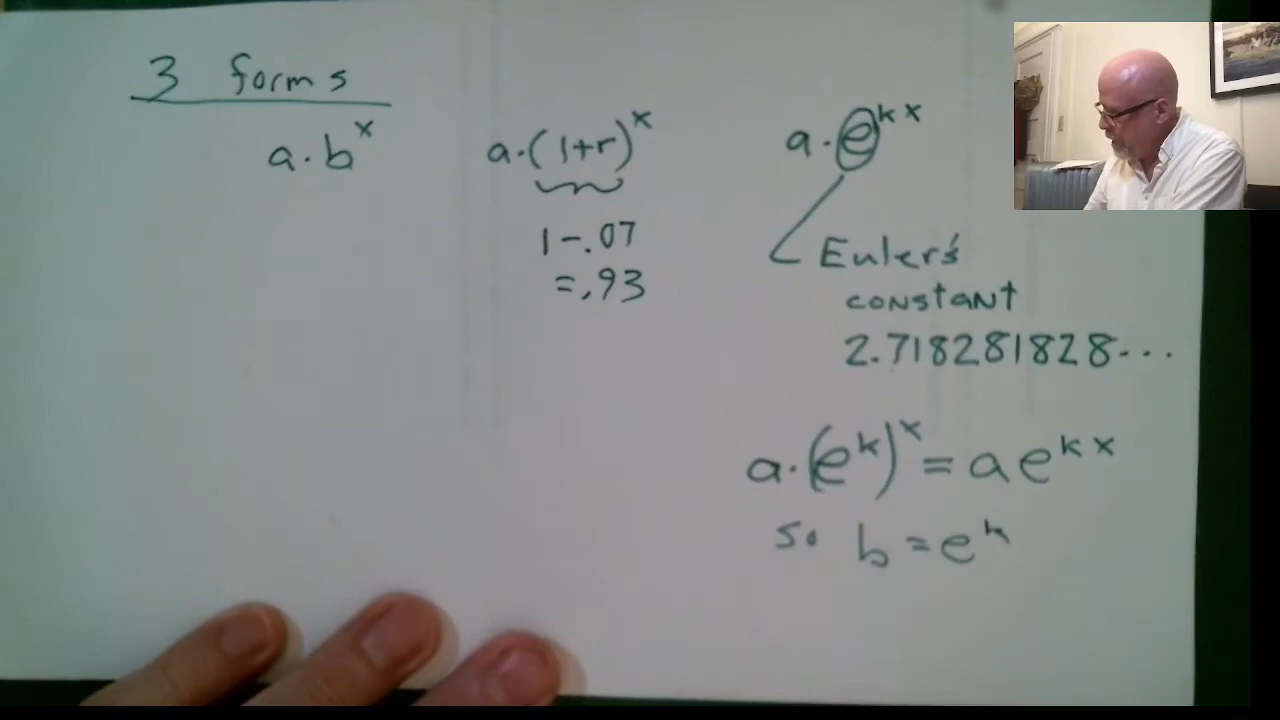 3 forms
a·b^x
a·(1+r)^x
1-.07
=.93
a·e^kx
Euler's
constant
2.718281828...
a·(e^k)^x = ae^kx
so b = e^k